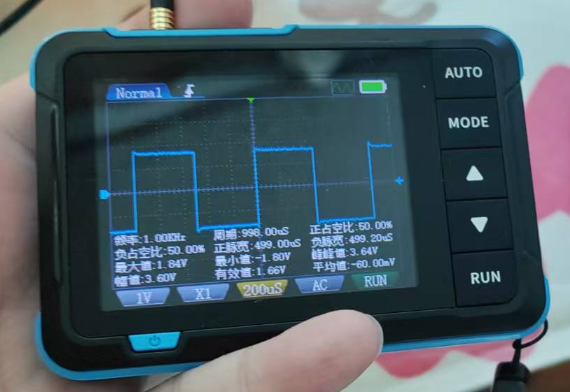 Normal
AUTO
MODE
RUN
频率:1.00KHz 周期:998.00uS 正占空比:50.00%
负占空比:50.00% 正脉宽:499.00uS 负脉宽:499.20uS
最大值:1.84V 最小值:-1.80V 峰峰值:3.64V
幅值:3.60V 有效值:1.66V 平均值:-60.00mV
1V X1 200uS AC RUN